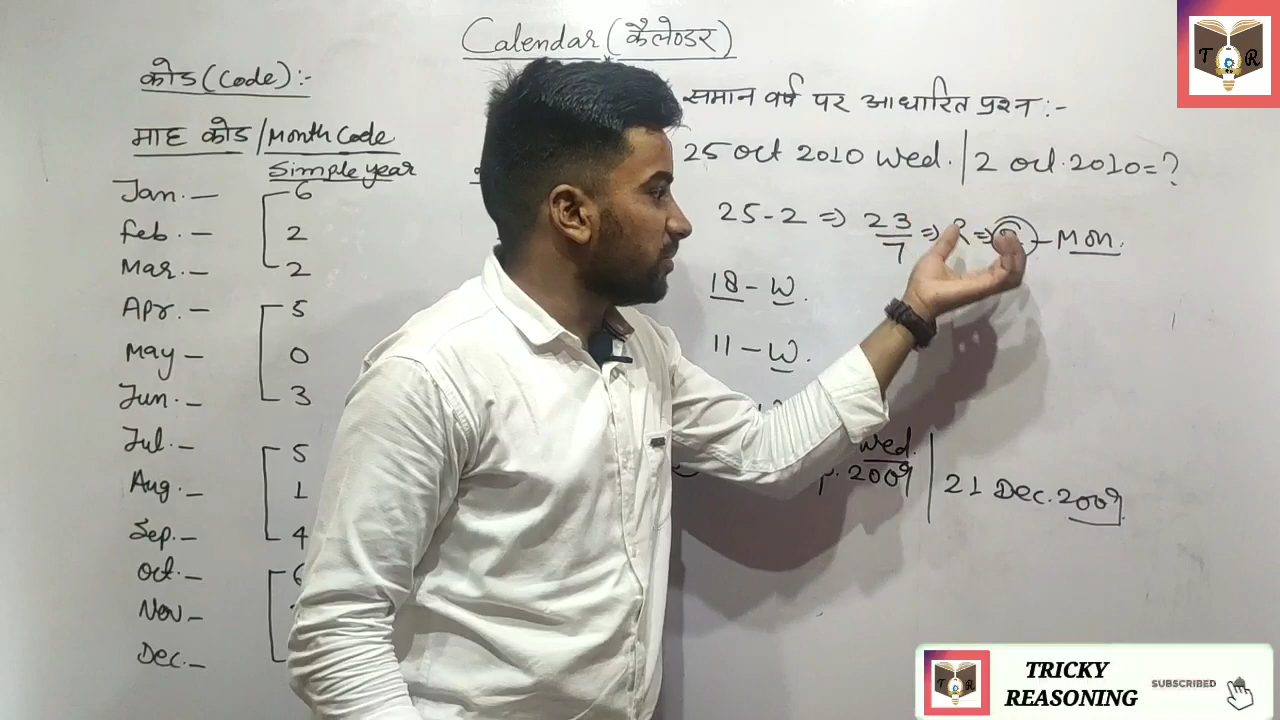 Calendar (कैलेण्डर)
कोड (Code) :-
माह कोड / Month Code
Simple year
Jan. - 6
feb. - 2
Mar. - 2
Apr. - 5
May - 0
Jun. - 3
Jul. - 5
Aug. - 1
Sep. - 4
Oct. - 6
Nov -
Dec. -
समान वर्ष पर आधारित प्रश्न :-
25 Oct 2010 Wed. | 2 Oct. 2010 = ?
25 - 2 ⇒ 23/7 ⇒ 2 ⇒ - Mon.
18 - W.
11 - W.
Wed.
2009 | 21 Dec. 2009
T R
T R
TRICKY
REASONING
SUBSCRIBED